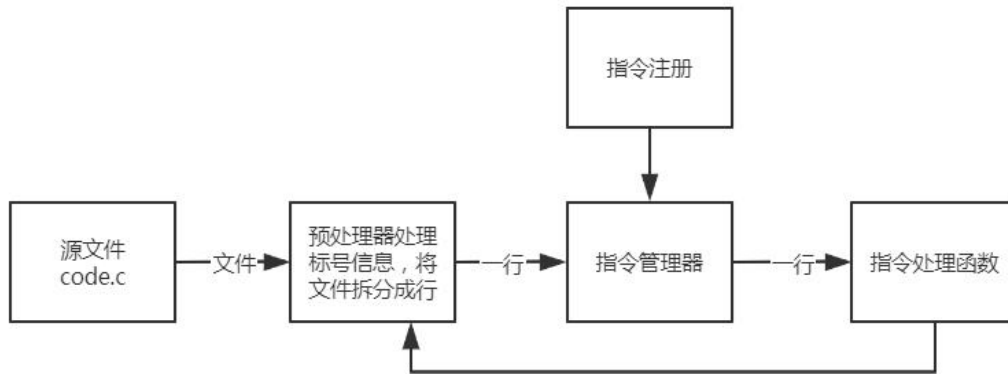 指令注册
源文件
code.c
文件
预处理器处理
标号信息，将
文件拆分成行
一行
指令管理器
一行
指令处理函数